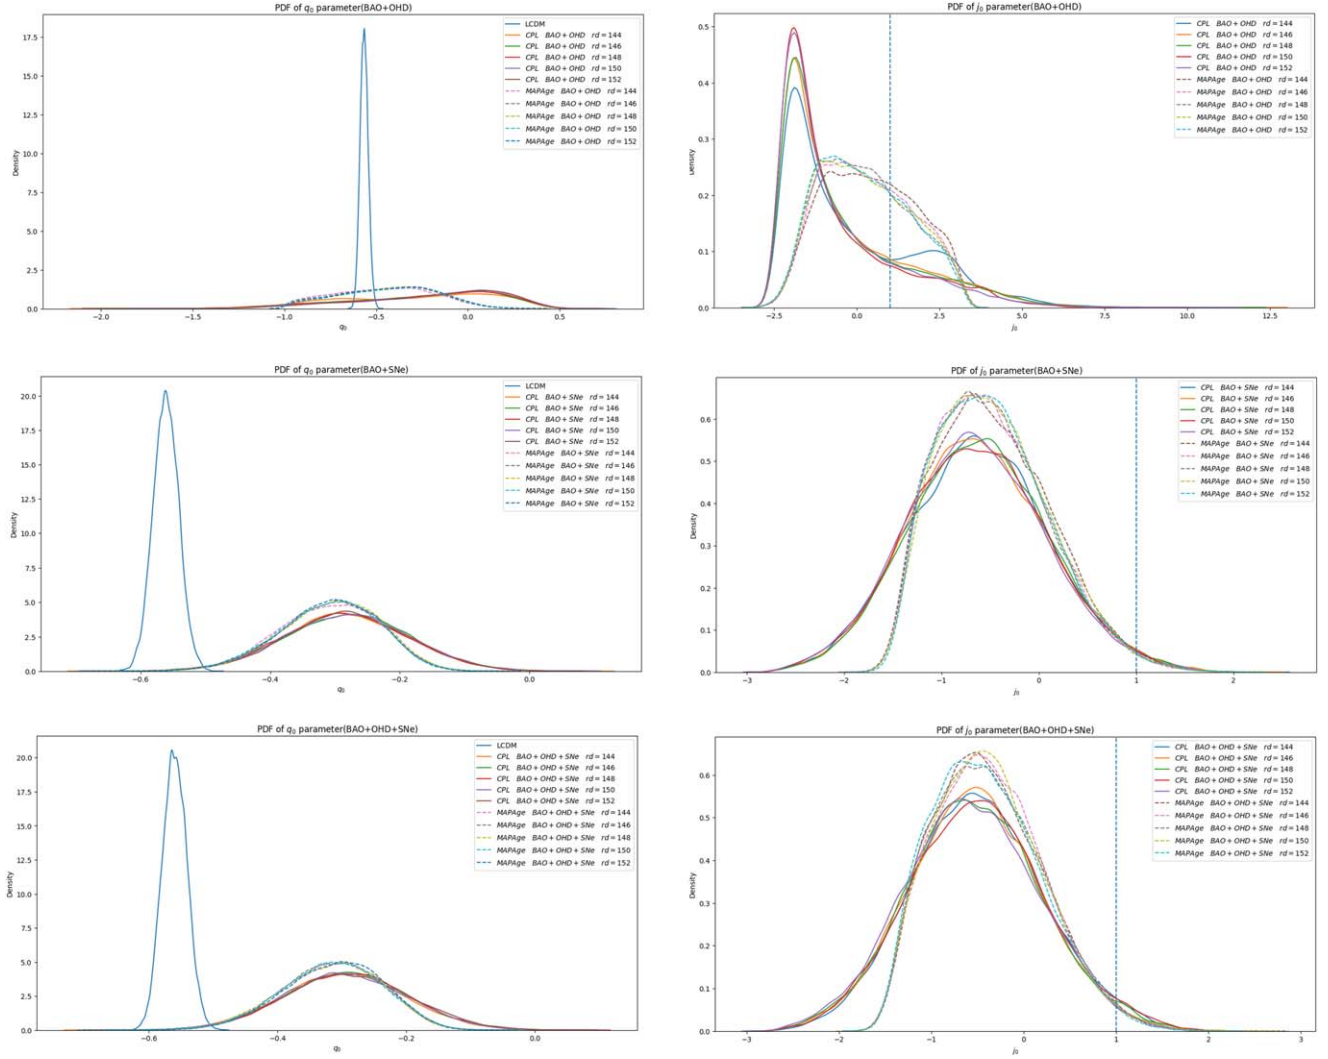 PDF of q₀ parameter(BAO+OHD)
17.5
15.0
12.5
10.0
7.5
5.0
2.5
0.0
Density
−2.0 −1.5 −1.0 −0.5 0.0 0.5
q₀
LCDM
CPL BAO+OHD rd=144
CPL BAO+OHD rd=146
CPL BAO+OHD rd=148
CPL BAO+OHD rd=150
CPL BAO+OHD rd=152
MAPAge BAO+OHD rd=144
MAPAge BAO+OHD rd=146
MAPAge BAO+OHD rd=148
MAPAge BAO+OHD rd=150
MAPAge BAO+OHD rd=152
PDF of j₀ parameter(BAO+OHD)
0.5
0.4
0.3
0.2
0.1
0.0
Density
−2.5 0.0 2.5 5.0 7.5 10.0 12.5
j₀
CPL BAO+OHD rd=144
CPL BAO+OHD rd=146
CPL BAO+OHD rd=148
CPL BAO+OHD rd=150
CPL BAO+OHD rd=152
MAPAge BAO+OHD rd=144
MAPAge BAO+OHD rd=146
MAPAge BAO+OHD rd=148
MAPAge BAO+OHD rd=150
MAPAge BAO+OHD rd=152
PDF of q₀ parameter(BAO+SNe)
20.0
17.5
15.0
12.5
10.0
7.5
5.0
2.5
0.0
Density
−0.6 −0.4 −0.2 0.0
q₀
LCDM
CPL BAO+SNe rd=144
CPL BAO+SNe rd=146
CPL BAO+SNe rd=148
CPL BAO+SNe rd=150
CPL BAO+SNe rd=152
MAPAge BAO+SNe rd=144
MAPAge BAO+SNe rd=146
MAPAge BAO+SNe rd=148
MAPAge BAO+SNe rd=150
MAPAge BAO+SNe rd=152
PDF of j₀ parameter(BAO+SNe)
0.6
0.5
0.4
0.3
0.2
0.1
0.0
Density
−3 −2 −1 0 1 2
j₀
CPL BAO+SNe rd=144
CPL BAO+SNe rd=146
CPL BAO+SNe rd=148
CPL BAO+SNe rd=150
CPL BAO+SNe rd=152
MAPAge BAO+SNe rd=144
MAPAge BAO+SNe rd=146
MAPAge BAO+SNe rd=148
MAPAge BAO+SNe rd=150
MAPAge BAO+SNe rd=152
PDF of q₀ parameter(BAO+OHD+SNe)
20.0
17.5
15.0
12.5
10.0
7.5
5.0
2.5
0.0
Density
−0.6 −0.4 −0.2 0.0
q₀
LCDM
CPL BAO+OHD+SNe rd=144
CPL BAO+OHD+SNe rd=146
CPL BAO+OHD+SNe rd=148
CPL BAO+OHD+SNe rd=150
CPL BAO+OHD+SNe rd=152
MAPAge BAO+OHD+SNe rd=144
MAPAge BAO+OHD+SNe rd=146
MAPAge BAO+OHD+SNe rd=148
MAPAge BAO+OHD+SNe rd=150
MAPAge BAO+OHD+SNe rd=152
PDF of j₀ parameter(BAO+OHD+SNe)
0.6
0.5
0.4
0.3
0.2
0.1
0.0
Density
−3 −2 −1 0 1 2 3
j₀
CPL BAO+OHD+SNe rd=144
CPL BAO+OHD+SNe rd=146
CPL BAO+OHD+SNe rd=148
CPL BAO+OHD+SNe rd=150
CPL BAO+OHD+SNe rd=152
MAPAge BAO+OHD+SNe rd=144
MAPAge BAO+OHD+SNe rd=146
MAPAge BAO+OHD+SNe rd=148
MAPAge BAO+OHD+SNe rd=150
MAPAge BAO+OHD+SNe rd=152